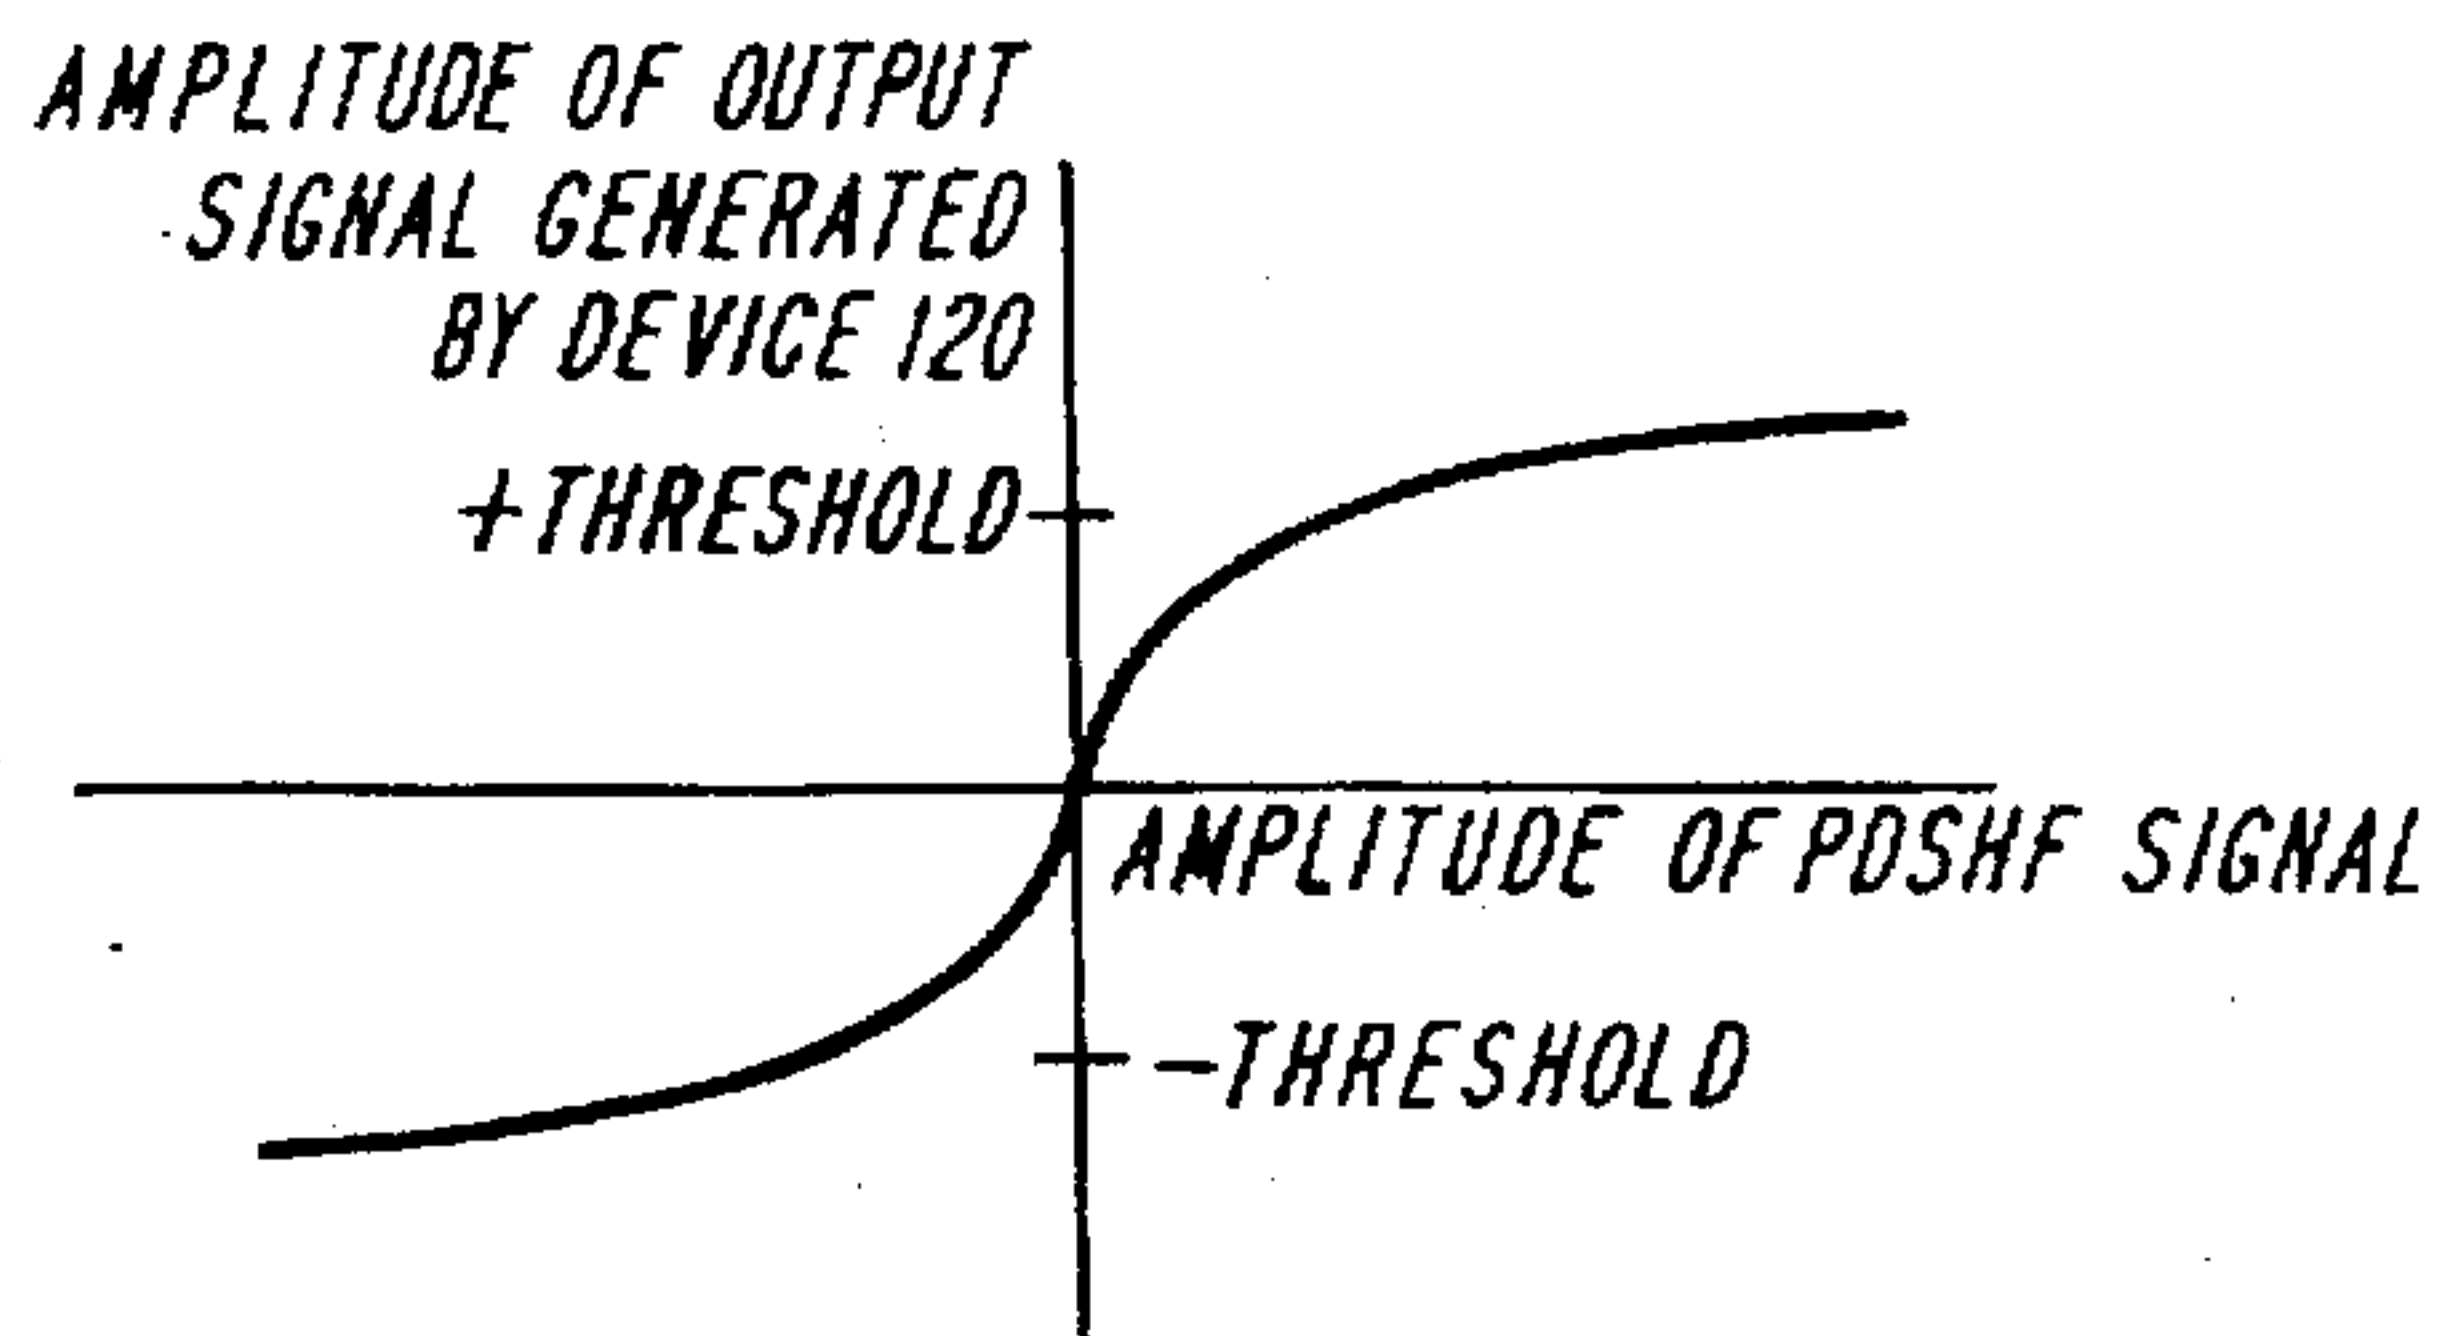 AMPLITUDE OF OUTPUT
SIGNAL GENERATED
BY DEVICE 120
+THRESHOLD
AMPLITUDE OF POSHF SIGNAL
-THRESHOLD